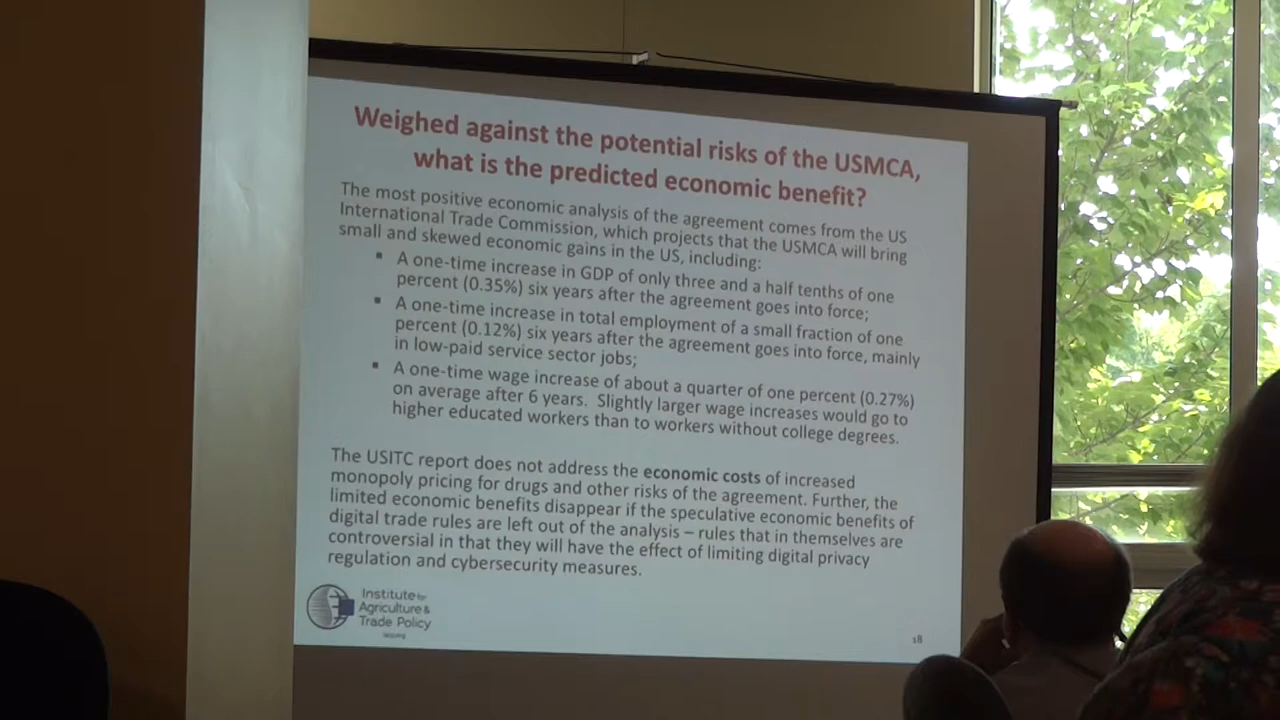 Weighed against the potential risks of the USMCA,
what is the predicted economic benefit?
The most positive economic analysis of the agreement comes from the US
International Trade Commission, which projects that the USMCA will bring
small and skewed economic gains in the US, including:
▪ A one-time increase in GDP of only three and a half tenths of one
percent (0.35%) six years after the agreement goes into force;
▪ A one-time increase in total employment of a small fraction of one
percent (0.12%) six years after the agreement goes into force, mainly
in low-paid service sector jobs;
▪ A one-time wage increase of about a quarter of one percent (0.27%)
on average after 6 years. Slightly larger wage increases would go to
higher educated workers than to workers without college degrees.
The USITC report does not address the economic costs of increased
monopoly pricing for drugs and other risks of the agreement. Further, the
limited economic benefits disappear if the speculative economic benefits of
digital trade rules are left out of the analysis – rules that in themselves are
controversial in that they will have the effect of limiting digital privacy
regulation and cybersecurity measures.
Institute for
Agriculture &
Trade Policy
18